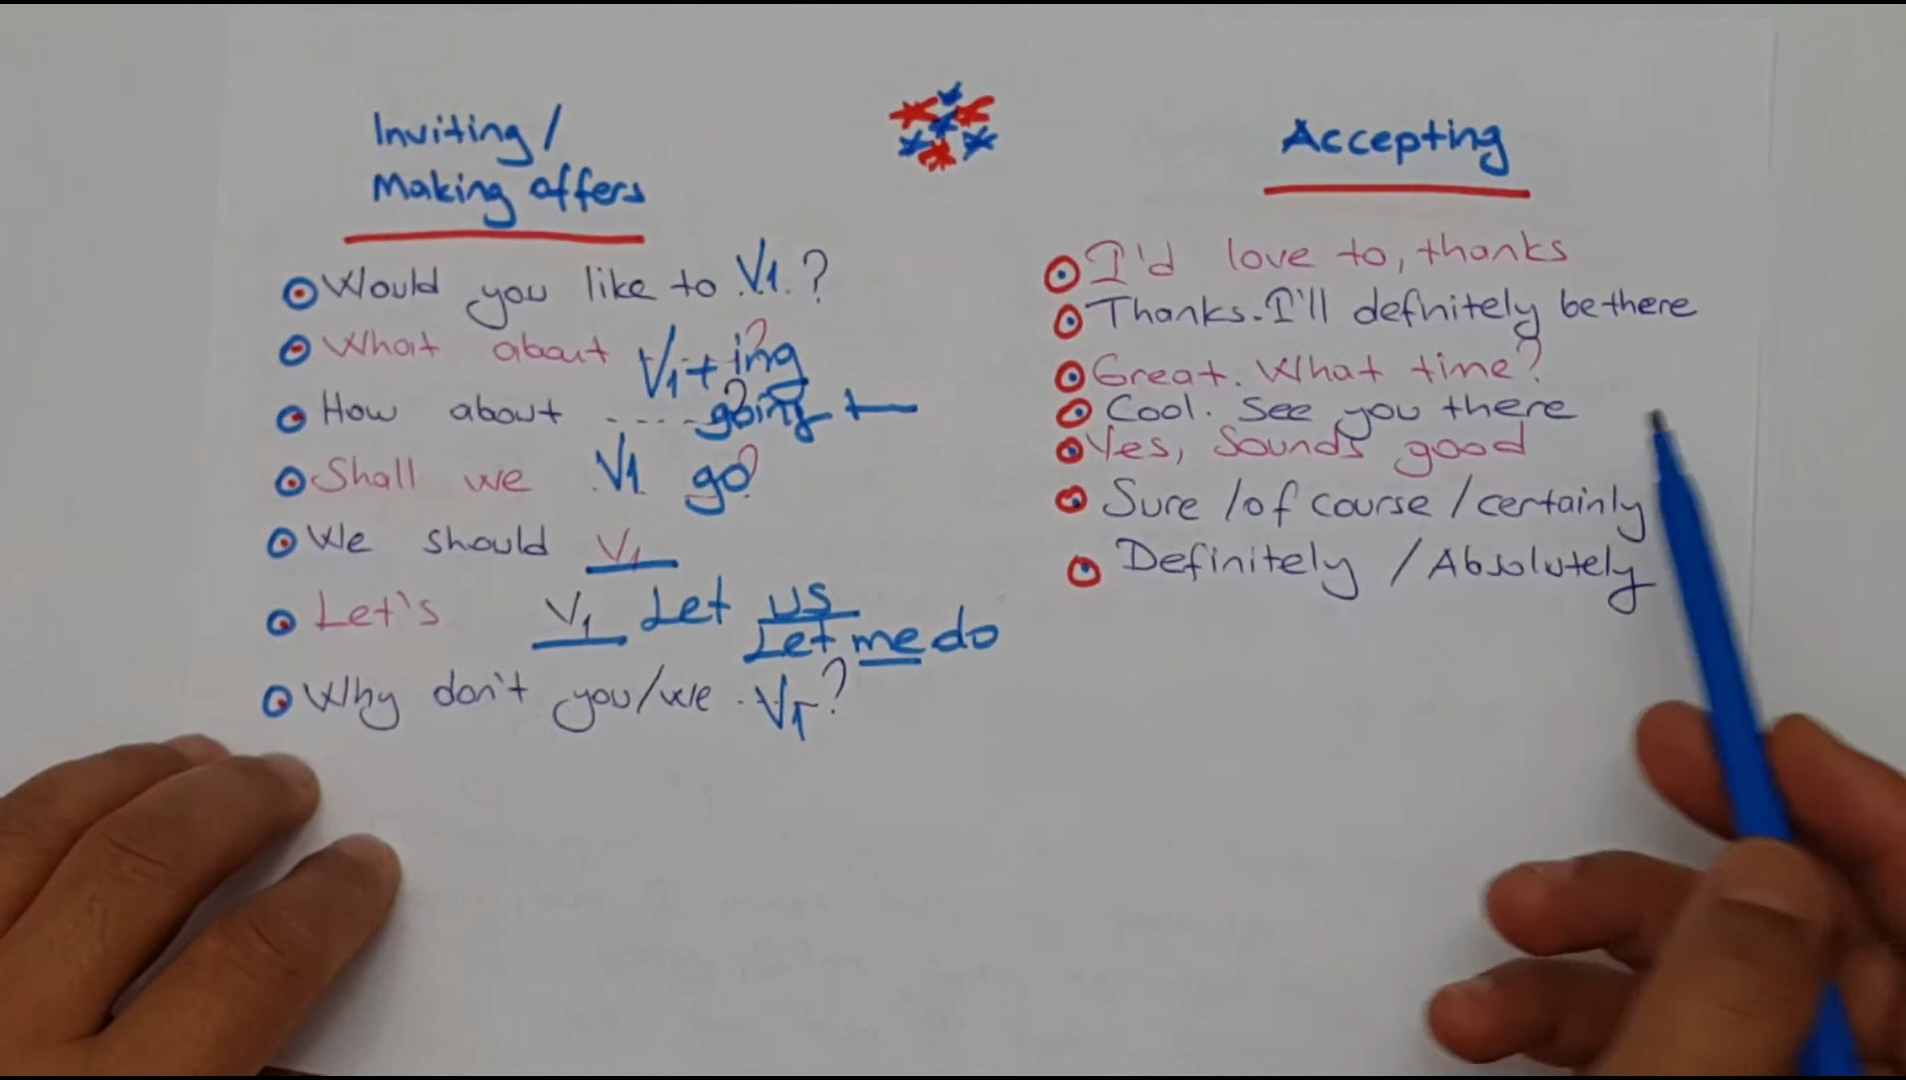 Inviting /
Making offers
Would you like to V1.?
What about V1+ing?
How about ....going t?
Shall we .V1. go?
We should V1
Let's V1 Let us
Let me do
Why don't you/we . V1.?
Accepting
I'd love to, thanks
Thanks. I'll defnitely be there
Great. What time?
Cool. See you there
Yes, Sounds good
Sure /of course /certainly
Definitely /Absolutely